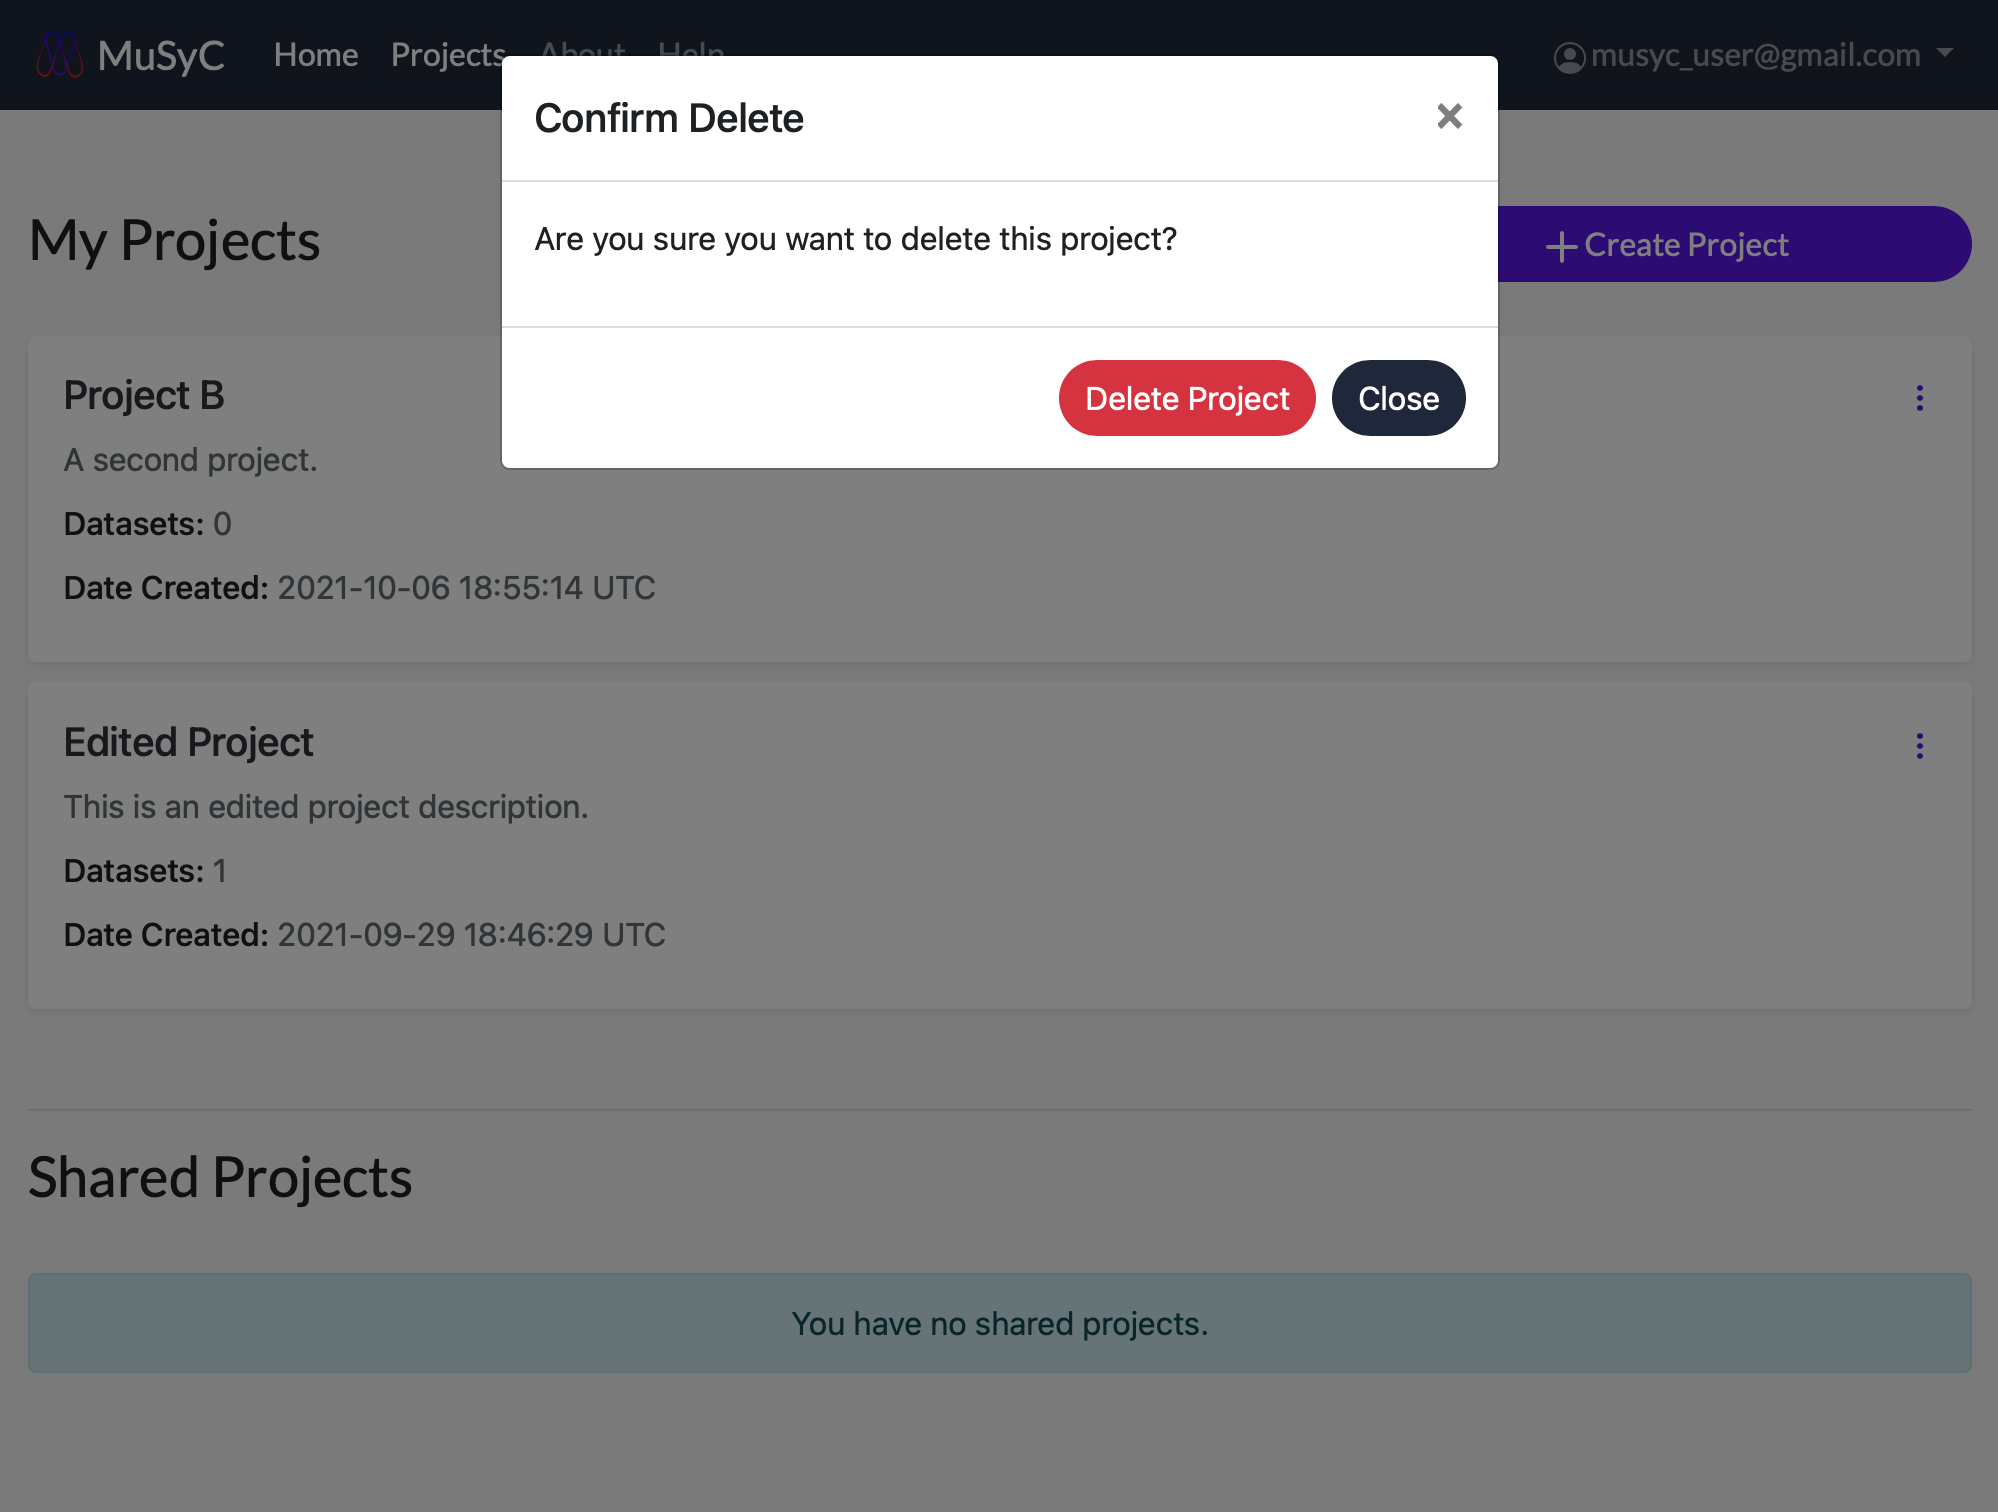 MuSyC Home Projects About Help musyc_user@gmail.com
Confirm Delete
Are you sure you want to delete this project?
Delete Project Close
My Projects
Create Project
Project B
A second project.
Datasets: 0
Date Created: 2021-10-06 18:55:14 UTC
Edited Project
This is an edited project description.
Datasets: 1
Date Created: 2021-09-29 18:46:29 UTC
Shared Projects
You have no shared projects.